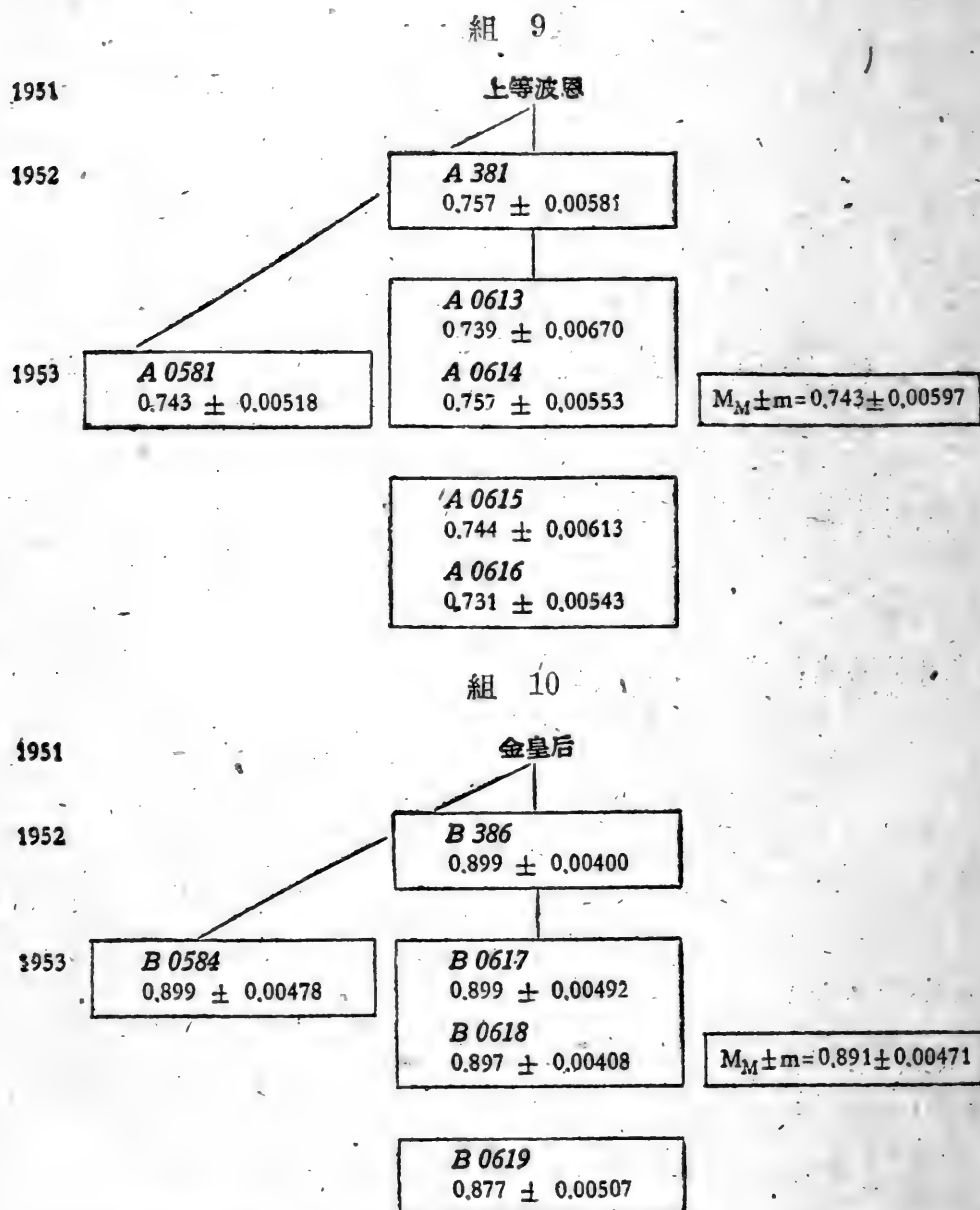 組 9
1951
上等波恩
1952
A 381
0.757 ± 0.00581
A 0613
0.739 ± 0.00670
1953
A 0581
0.743 ± 0.00518
A 0614
0.757 ± 0.00553
M_M±m=0.743±0.00597
A 0615
0.744 ± 0.00613
A 0616
0.731 ± 0.00543
組 10
1951
金皇后
1952
B 386
0.899 ± 0.00400
1953
B 0584
0.899 ± 0.00478
B 0617
0.899 ± 0.00492
B 0618
0.897 ± 0.00408
M_M±m=0.891±0.00471
B 0619
0.877 ± 0.00507